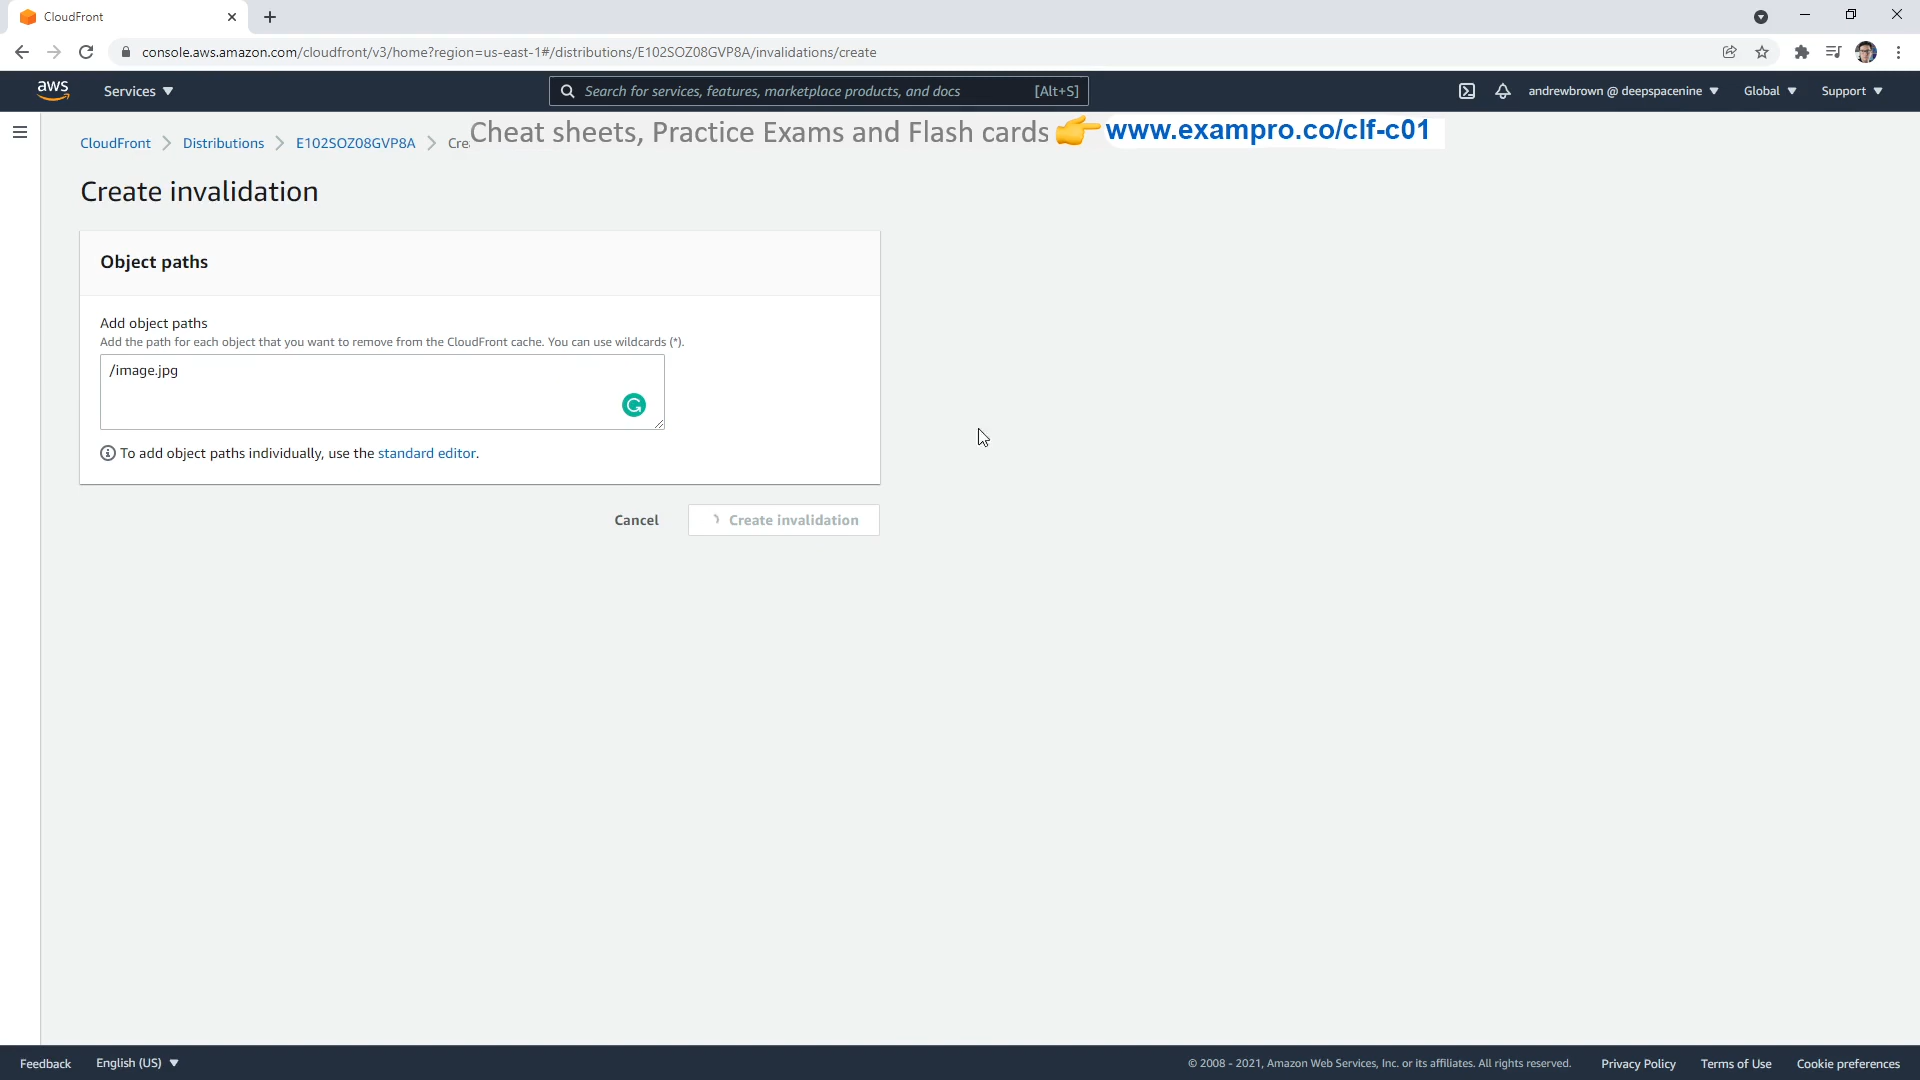 CloudFront
console.aws.amazon.com/cloudfront/v3/home?region=us-east-1#/distributions/E102SOZ08GVP8A/invalidations/create
aws
Services
Search for services, features, marketplace products, and docs
[Alt+S]
andrewbrown @ deepspacenine
Global
Support
CloudFront
Distributions
E102SOZ08GVP8A
Cre
Cheat sheets, Practice Exams and Flash cards
www.exampro.co/clf-c01
Create invalidation
Object paths
Add object paths
Add the path for each object that you want to remove from the CloudFront cache. You can use wildcards (*).
/image.jpg
To add object paths individually, use the standard editor.
Cancel
Create invalidation
Feedback
English (US)
© 2008 - 2021, Amazon Web Services, Inc. or its affiliates. All rights reserved.
Privacy Policy
Terms of Use
Cookie preferences